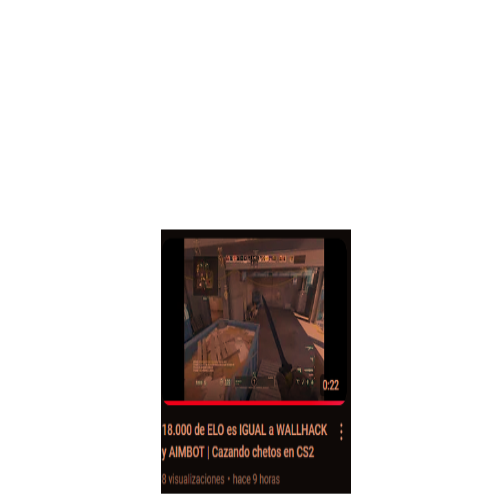 0:22
18.000 de ELO es IGUAL a WALLHACK
y AIMBOT | Cazando chetos en CS2
8 visualizaciones • hace 9 horas